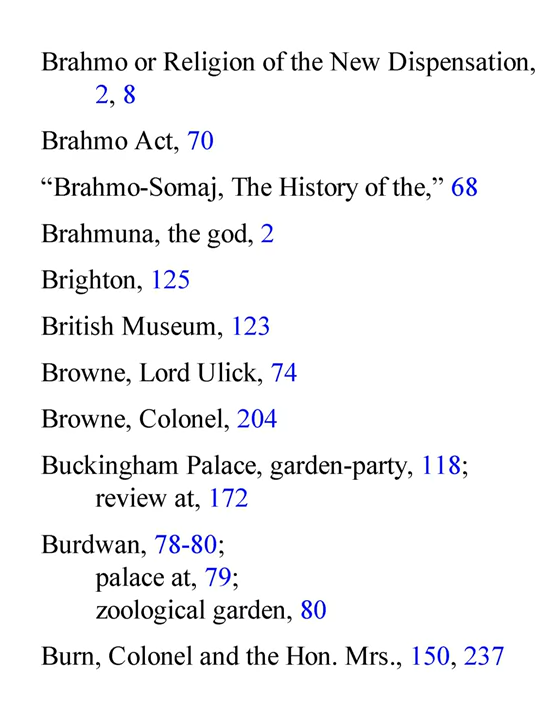 Brahmo or Religion of the New Dispensation,
2, 8
Brahmo Act, 70
“Brahmo-Somaj, The History of the,” 68
Brahmuna, the god, 2
Brighton, 125
British Museum, 123
Browne, Lord Ulick, 74
Browne, Colonel, 204
Buckingham Palace, garden-party, 118;
review at, 172
Burdwan, 78-80;
palace at, 79;
zoological garden, 80
Burn, Colonel and the Hon. Mrs., 150, 237